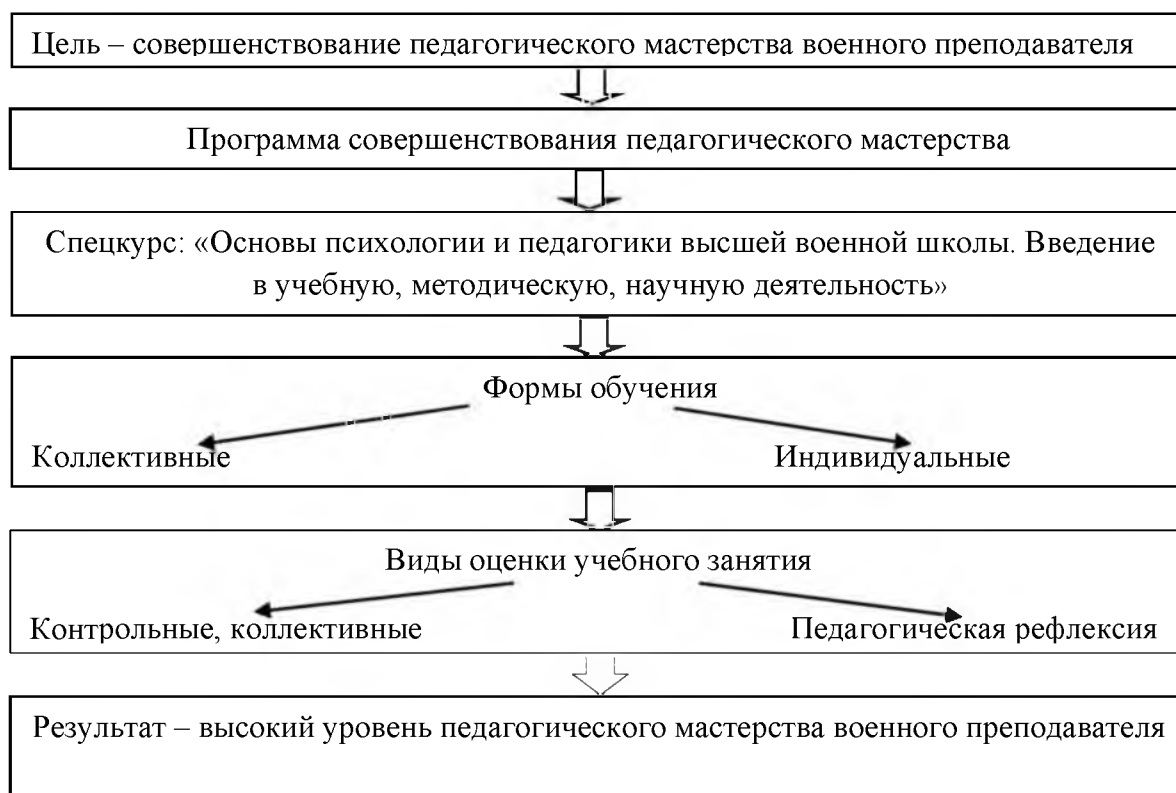 Цель – совершенствование педагогического мастерства военного преподавателя
Программа совершенствования педагогического мастерства
Спецкурс: «Основы психологии и педагогики высшей военной школы. Введение
в учебную, методическую, научную деятельность»
Формы обучения
Коллективные Индивидуальные
Виды оценки учебного занятия
Контрольные, коллективные Педагогическая рефлексия
Результат – высокий уровень педагогического мастерства военного преподавателя